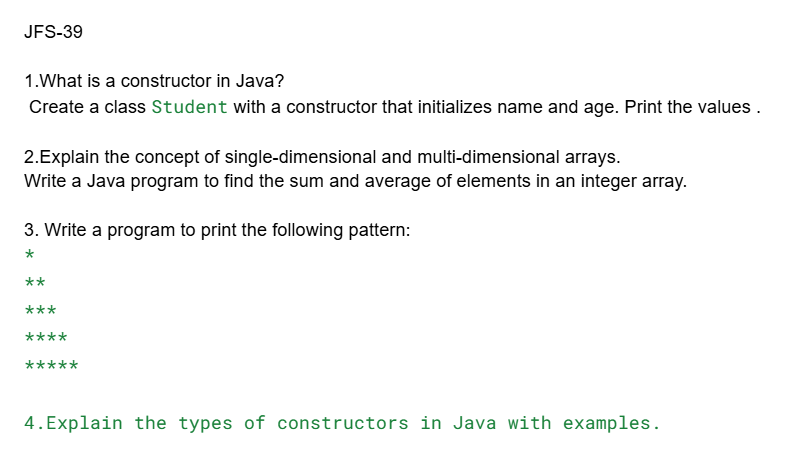 JFS-39
1.What is a constructor in Java?
Create a class Student with a constructor that initializes name and age. Print the values .
2.Explain the concept of single-dimensional and multi-dimensional arrays.
Write a Java program to find the sum and average of elements in an integer array.
3. Write a program to print the following pattern:
*
**
***
****
*****
4.Explain the types of constructors in Java with examples.